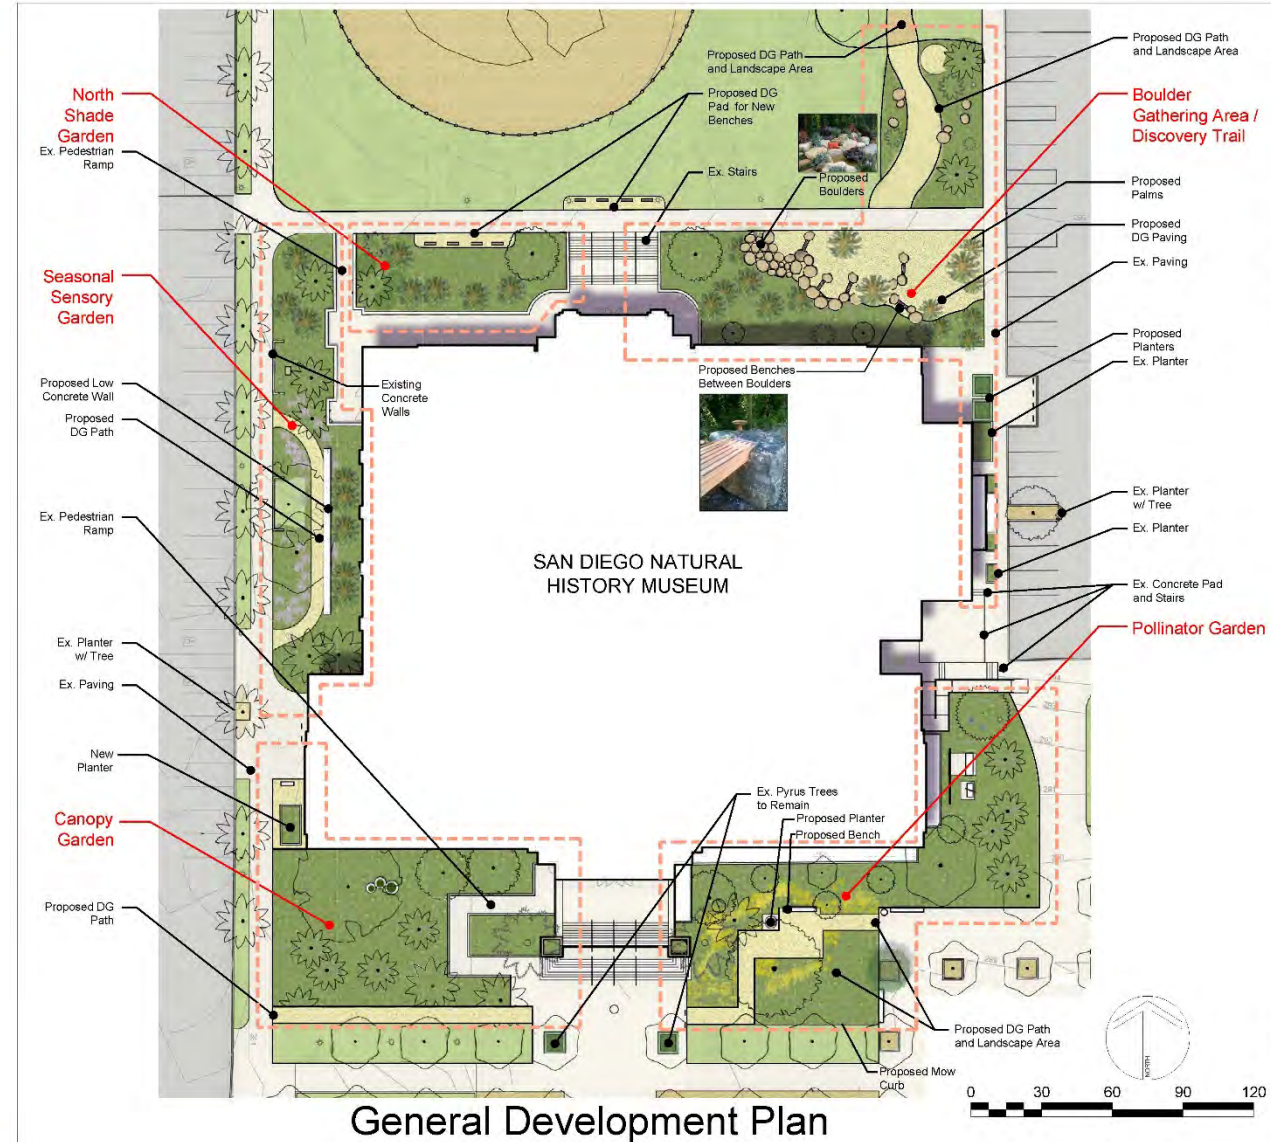 North
Shade
Garden
Ex. Pedestrian
Ramp
Seasonal
Sensory
Garden
Proposed Low
Concrete Wall
Proposed
DG Path
Ex. Pedestrian
Ramp
Ex. Planter
w/ Tree
Ex. Paving
New
Planter
Canopy
Garden
Proposed DG
Path
Proposed DG Path
and Landscape Area
Proposed DG
Pad for New
Benches
Ex. Stairs
Proposed
Boulders
Existing
Concrete
Walls
Proposed Benches
Between Boulders
SAN DIEGO NATURAL
HISTORY MUSEUM
Ex. Pyrus Trees
to Remain
Proposed Planter
Proposed Bench
Proposed DG Path
and Landscape Area
Boulder
Gathering Area /
Discovery Trail
Proposed
Palms
Proposed
DG Paving
Ex. Paving
Proposed
Planters
Ex. Planter
Ex. Planter
w/ Tree
Ex. Planter
Ex. Concrete Pad
and Stairs
Pollinator Garden
Proposed DG Path
and Landscape Area
Proposed Mow
Curb
NORTH
0 30 60 90 120
General Development Plan